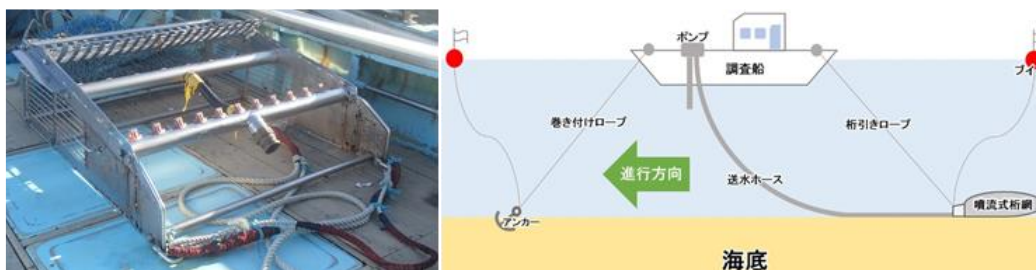 ポンプ
調査船
ブイ
巻き付けロープ
桁引きロープ
進行方向
送水ホース
アンカー
噴流式桁網
海底